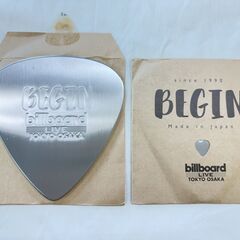 BEGIN
billboard
LIVE
TOKYO OSAKA
since 1990
BEGIN
Made in Japan
billboard
LIVE
TOKYO OSAKA